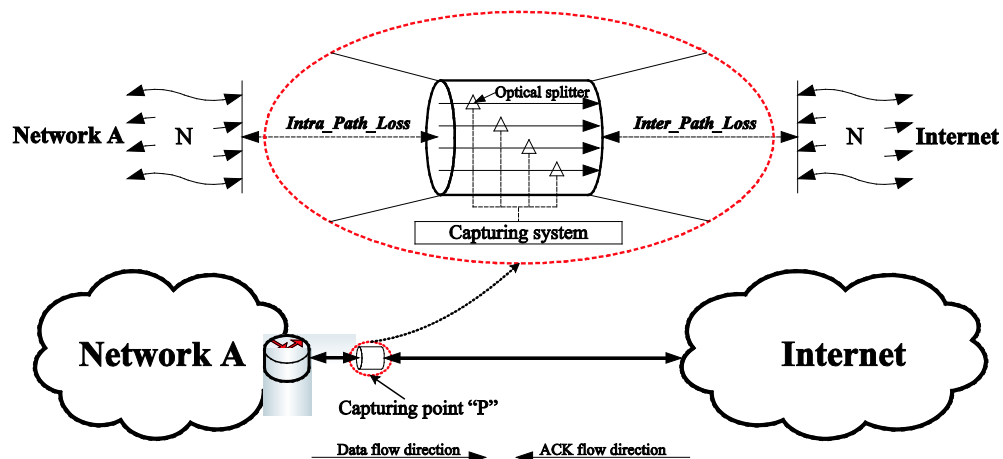 Optical splitter
Network A
N
Intra_Path_Loss
Inter_Path_Loss
N
Internet
Capturing system
Network A
Internet
Capturing point “P”
Data flow direction
ACK flow direction